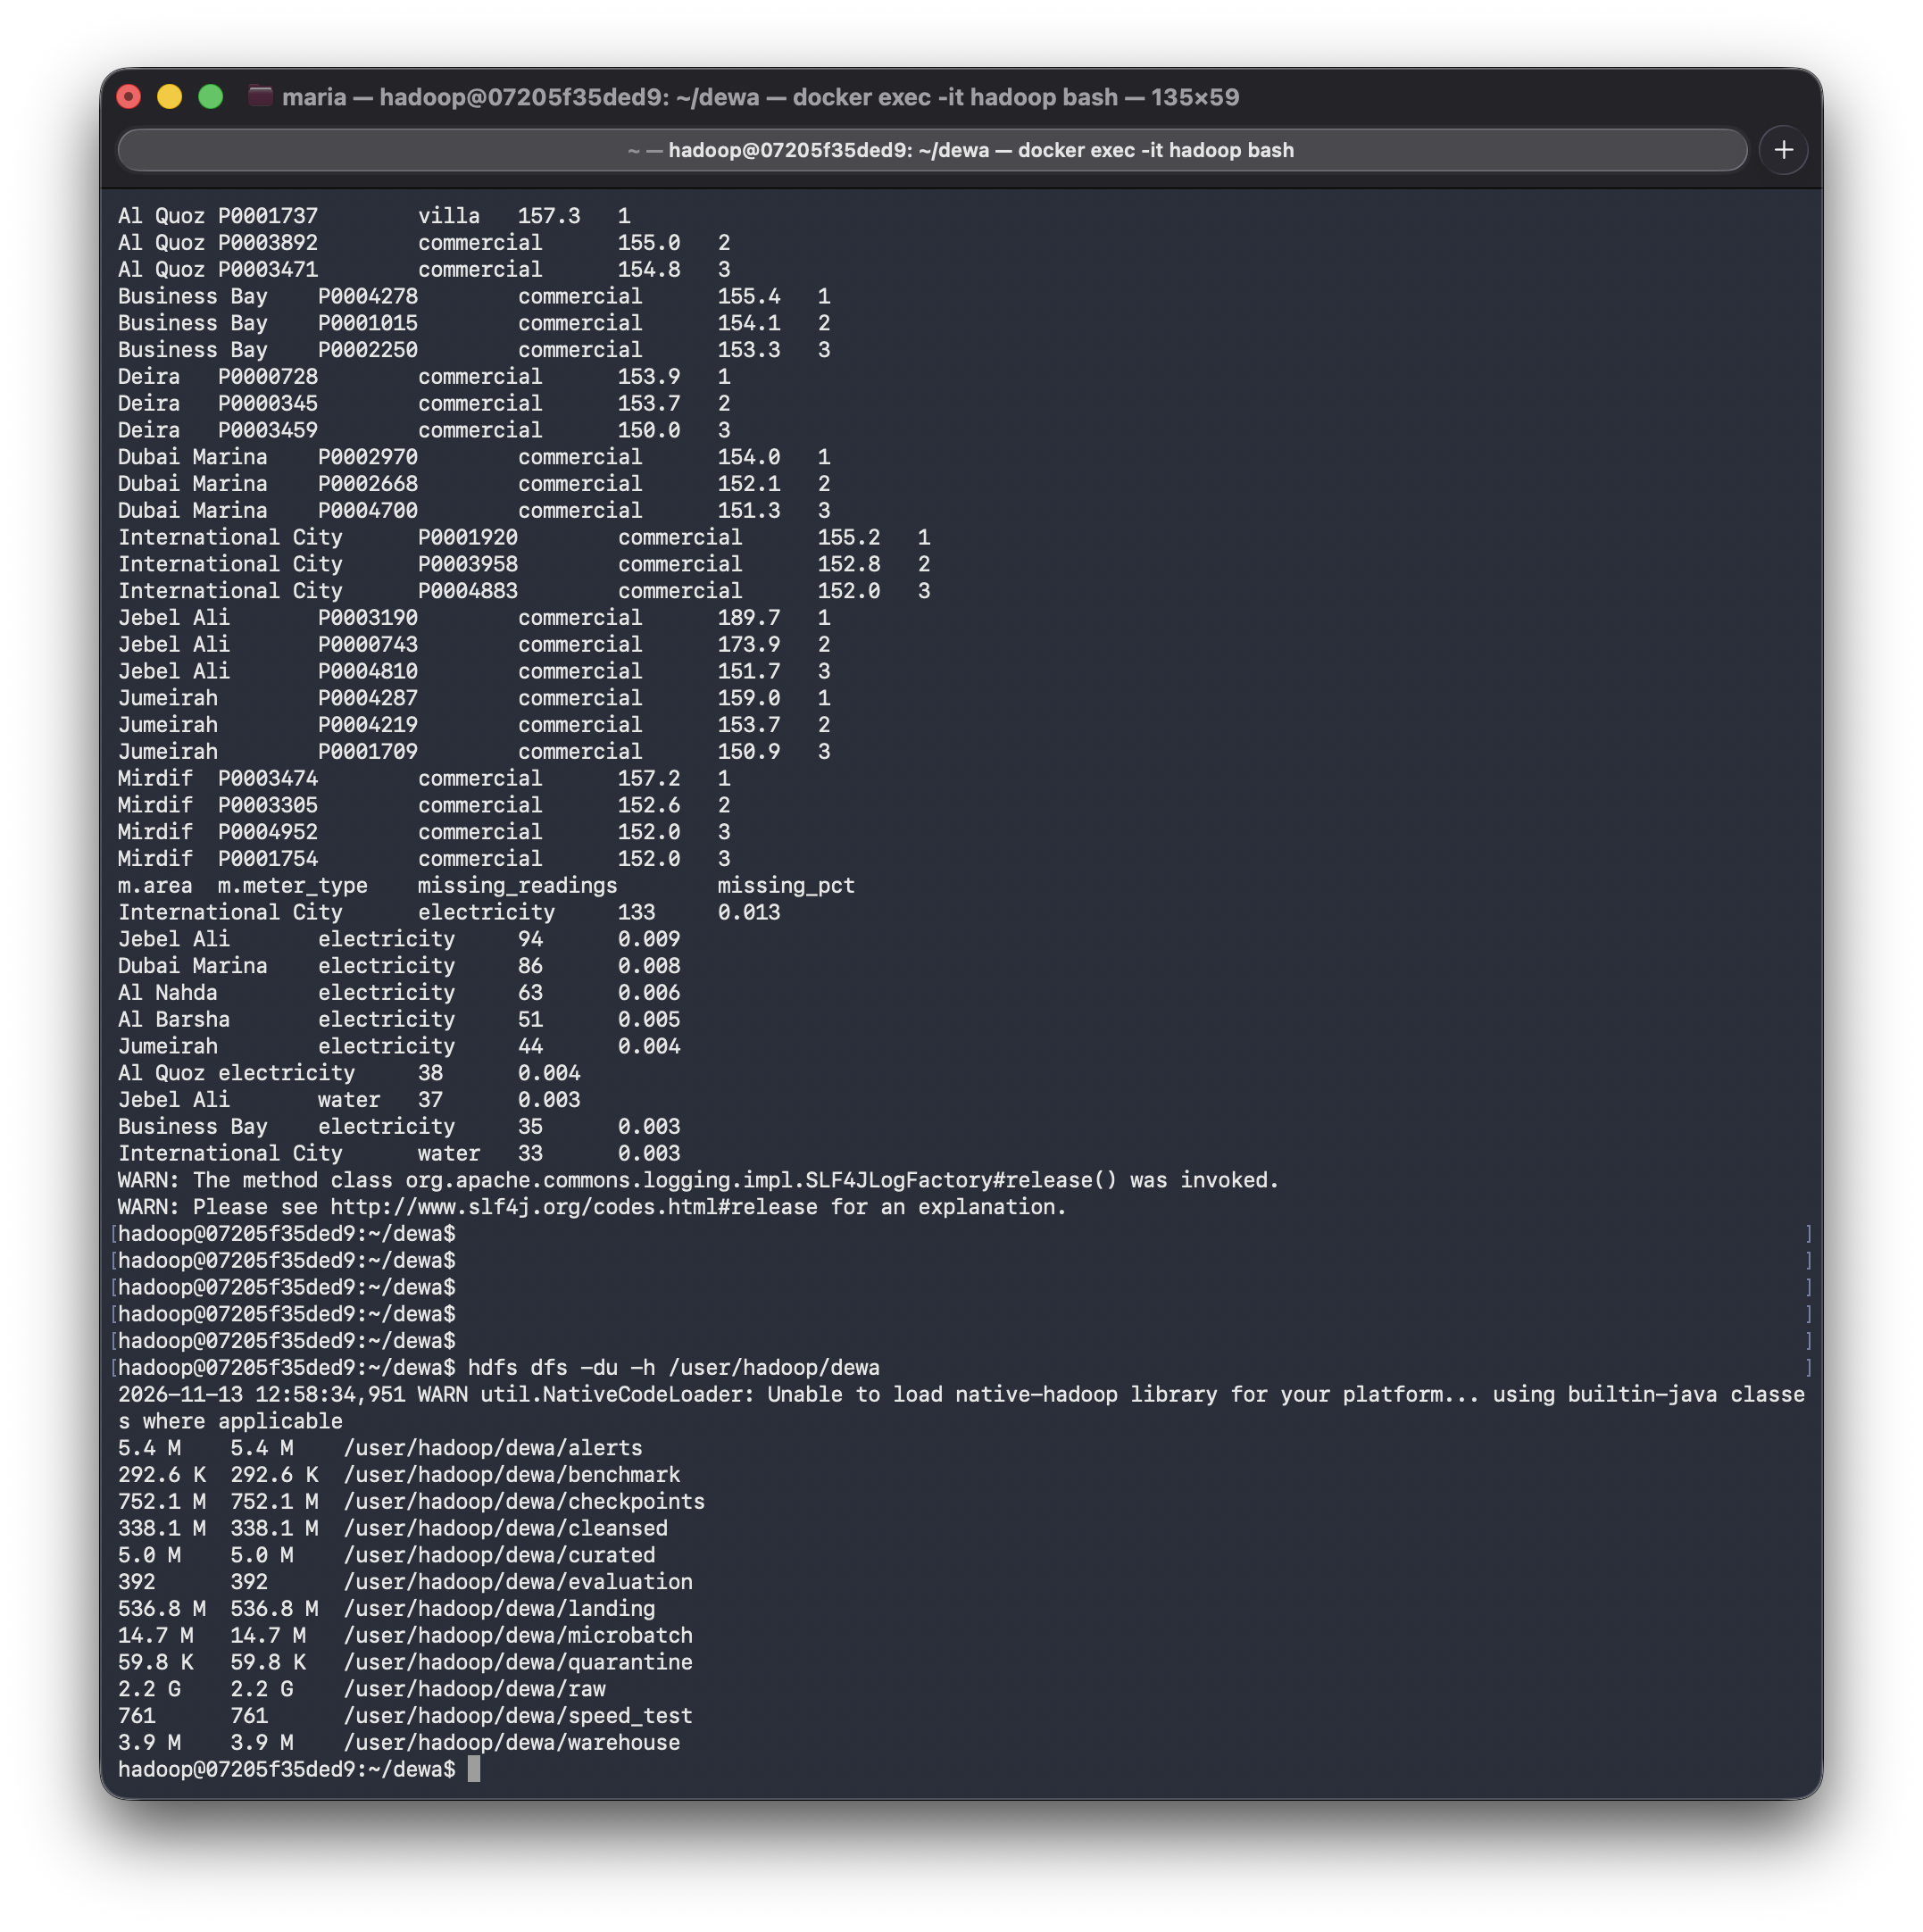 maria — hadoop@07205f35ded9: ~/dewa — docker exec -it hadoop bash — 135×59
~ — hadoop@07205f35ded9: ~/dewa — docker exec -it hadoop bash +
Al Quoz P0001737        villa   157.3   1
Al Quoz P0003892        commercial      155.0   2
Al Quoz P0003471        commercial      154.8   3
Business Bay    P0004278        commercial      155.4   1
Business Bay    P0001015        commercial      154.1   2
Business Bay    P0002250        commercial      153.3   3
Deira   P0000728        commercial      153.9   1
Deira   P0000345        commercial      153.7   2
Deira   P0003459        commercial      150.0   3
Dubai Marina    P0002970        commercial      154.0   1
Dubai Marina    P0002668        commercial      152.1   2
Dubai Marina    P0004700        commercial      151.3   3
International City      P0001920        commercial      155.2   1
International City      P0003958        commercial      152.8   2
International City      P0004883        commercial      152.0   3
Jebel Ali       P0003190        commercial      189.7   1
Jebel Ali       P0000743        commercial      173.9   2
Jebel Ali       P0004810        commercial      151.7   3
Jumeirah        P0004287        commercial      159.0   1
Jumeirah        P0004219        commercial      153.7   2
Jumeirah        P0001709        commercial      150.9   3
Mirdif  P0003474        commercial      157.2   1
Mirdif  P0003305        commercial      152.6   2
Mirdif  P0004952        commercial      152.0   3
Mirdif  P0001754        commercial      152.0   3
m.area  m.meter_type    missing_readings        missing_pct
International City      electricity     133     0.013
Jebel Ali       electricity     94      0.009
Dubai Marina    electricity     86      0.008
Al Nahda        electricity     63      0.006
Al Barsha       electricity     51      0.005
Jumeirah        electricity     44      0.004
Al Quoz electricity     38      0.004
Jebel Ali       water   37      0.003
Business Bay    electricity     35      0.003
International City      water   33      0.003
WARN: The method class org.apache.commons.logging.impl.SLF4JLogFactory#release() was invoked.
WARN: Please see http://www.slf4j.org/codes.html#release for an explanation.
[hadoop@07205f35ded9:~/dewa$ ]
[hadoop@07205f35ded9:~/dewa$ ]
[hadoop@07205f35ded9:~/dewa$ ]
[hadoop@07205f35ded9:~/dewa$ ]
[hadoop@07205f35ded9:~/dewa$ ]
[hadoop@07205f35ded9:~/dewa$ hdfs dfs -du -h /user/hadoop/dewa ]
2026-11-13 12:58:34,951 WARN util.NativeCodeLoader: Unable to load native-hadoop library for your platform... using builtin-java classe
s where applicable
5.4 M    5.4 M    /user/hadoop/dewa/alerts
292.6 K  292.6 K  /user/hadoop/dewa/benchmark
752.1 M  752.1 M  /user/hadoop/dewa/checkpoints
338.1 M  338.1 M  /user/hadoop/dewa/cleansed
5.0 M    5.0 M    /user/hadoop/dewa/curated
392      392      /user/hadoop/dewa/evaluation
536.8 M  536.8 M  /user/hadoop/dewa/landing
14.7 M   14.7 M   /user/hadoop/dewa/microbatch
59.8 K   59.8 K   /user/hadoop/dewa/quarantine
2.2 G    2.2 G    /user/hadoop/dewa/raw
761      761      /user/hadoop/dewa/speed_test
3.9 M    3.9 M    /user/hadoop/dewa/warehouse
hadoop@07205f35ded9:~/dewa$